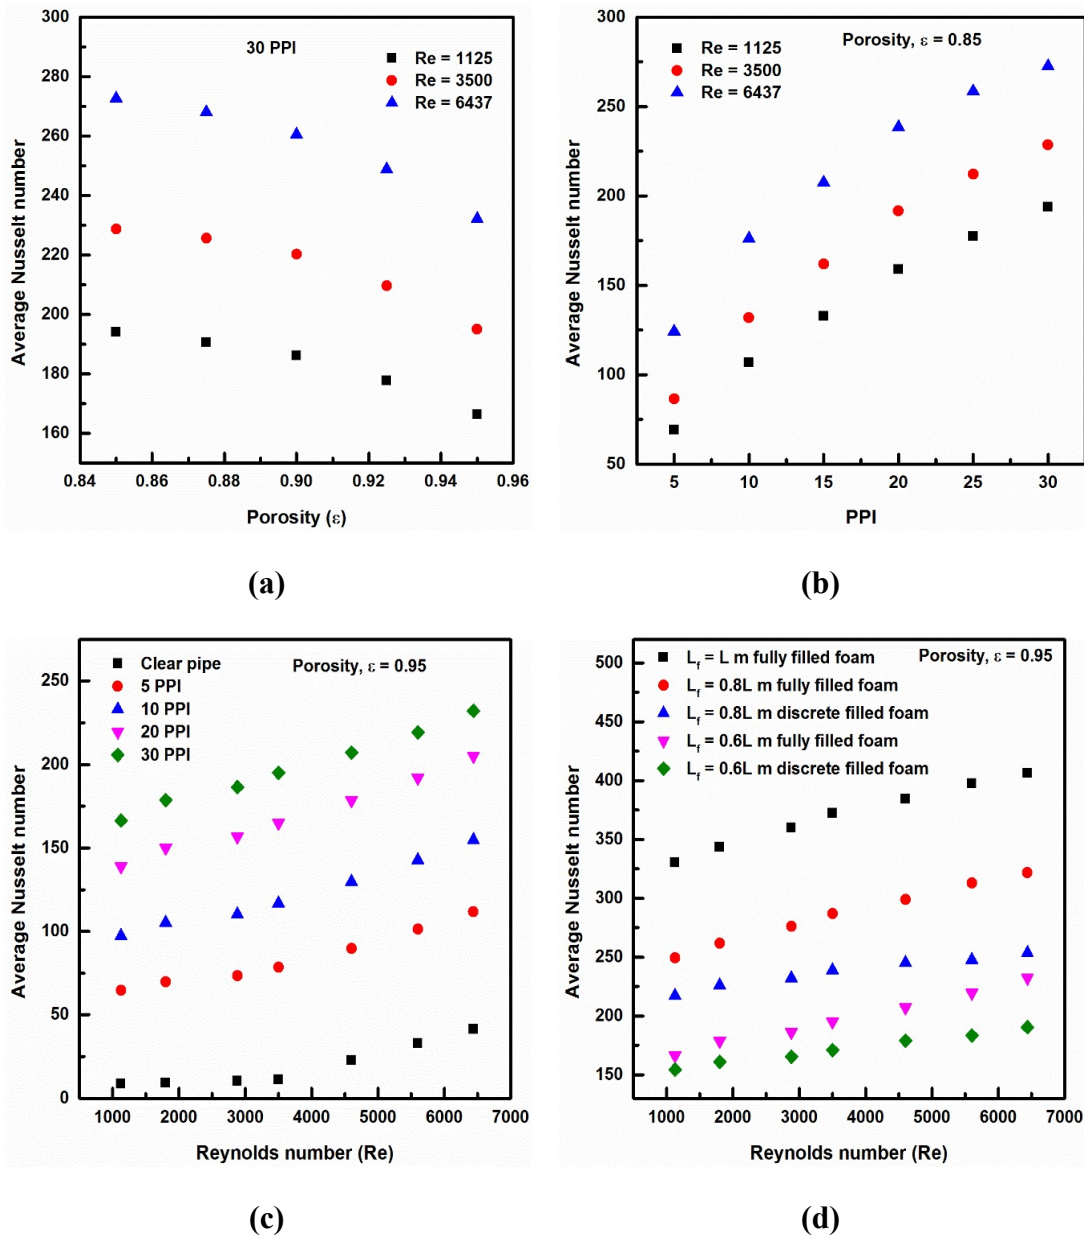 300
280
260
240
220
200
180
160
0.84 0.86 0.88 0.90 0.92 0.94 0.96
Average Nusselt number
Porosity (ε)
30 PPI
Re = 1125
Re = 3500
Re = 6437
(a)
300
250
200
150
100
50
5 10 15 20 25 30
Average Nusselt number
PPI
Porosity, ε = 0.85
Re = 1125
Re = 3500
Re = 6437
(b)
250
200
150
100
50
0
1000 2000 3000 4000 5000 6000 7000
Average Nusselt number
Reynolds number (Re)
Clear pipe
5 PPI
10 PPI
20 PPI
30 PPI
Porosity, ε = 0.95
(c)
500
450
400
350
300
250
200
150
1000 2000 3000 4000 5000 6000 7000
Average Nusselt number
Reynolds number (Re)
Porosity, ε = 0.95
Lf = L m fully filled foam
Lf = 0.8L m fully filled foam
Lf = 0.8L m discrete filled foam
Lf = 0.6L m fully filled foam
Lf = 0.6L m discrete filled foam
(d)